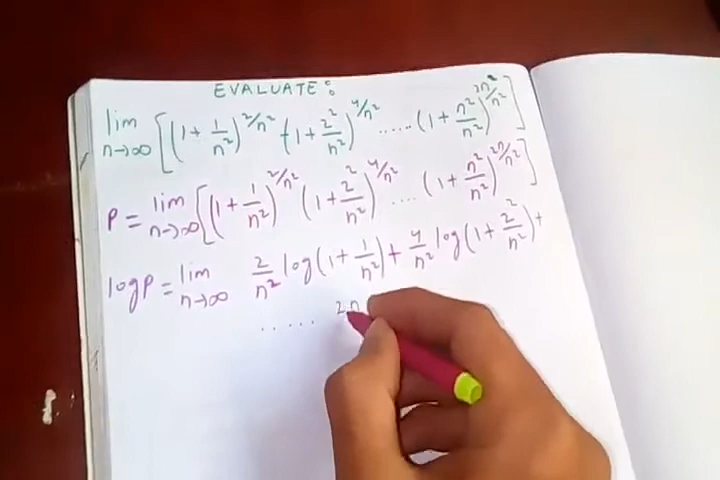 EVALUATE:
lim n→∞ [(1 + 1/n²)^2/n² (1 + 2²/n²)^4/n² ...... (1 + n²/n²)^2n/n²]
P = lim n→∞ [(1 + 1/n²)^2/n² (1 + 2²/n²)^4/n² .... (1 + n²/n²)^2n/n²]
logP = lim n→∞ 2/n² log(1 + 1/n²) + 4/n² log(1 + 2²/n²) +
..... 2n